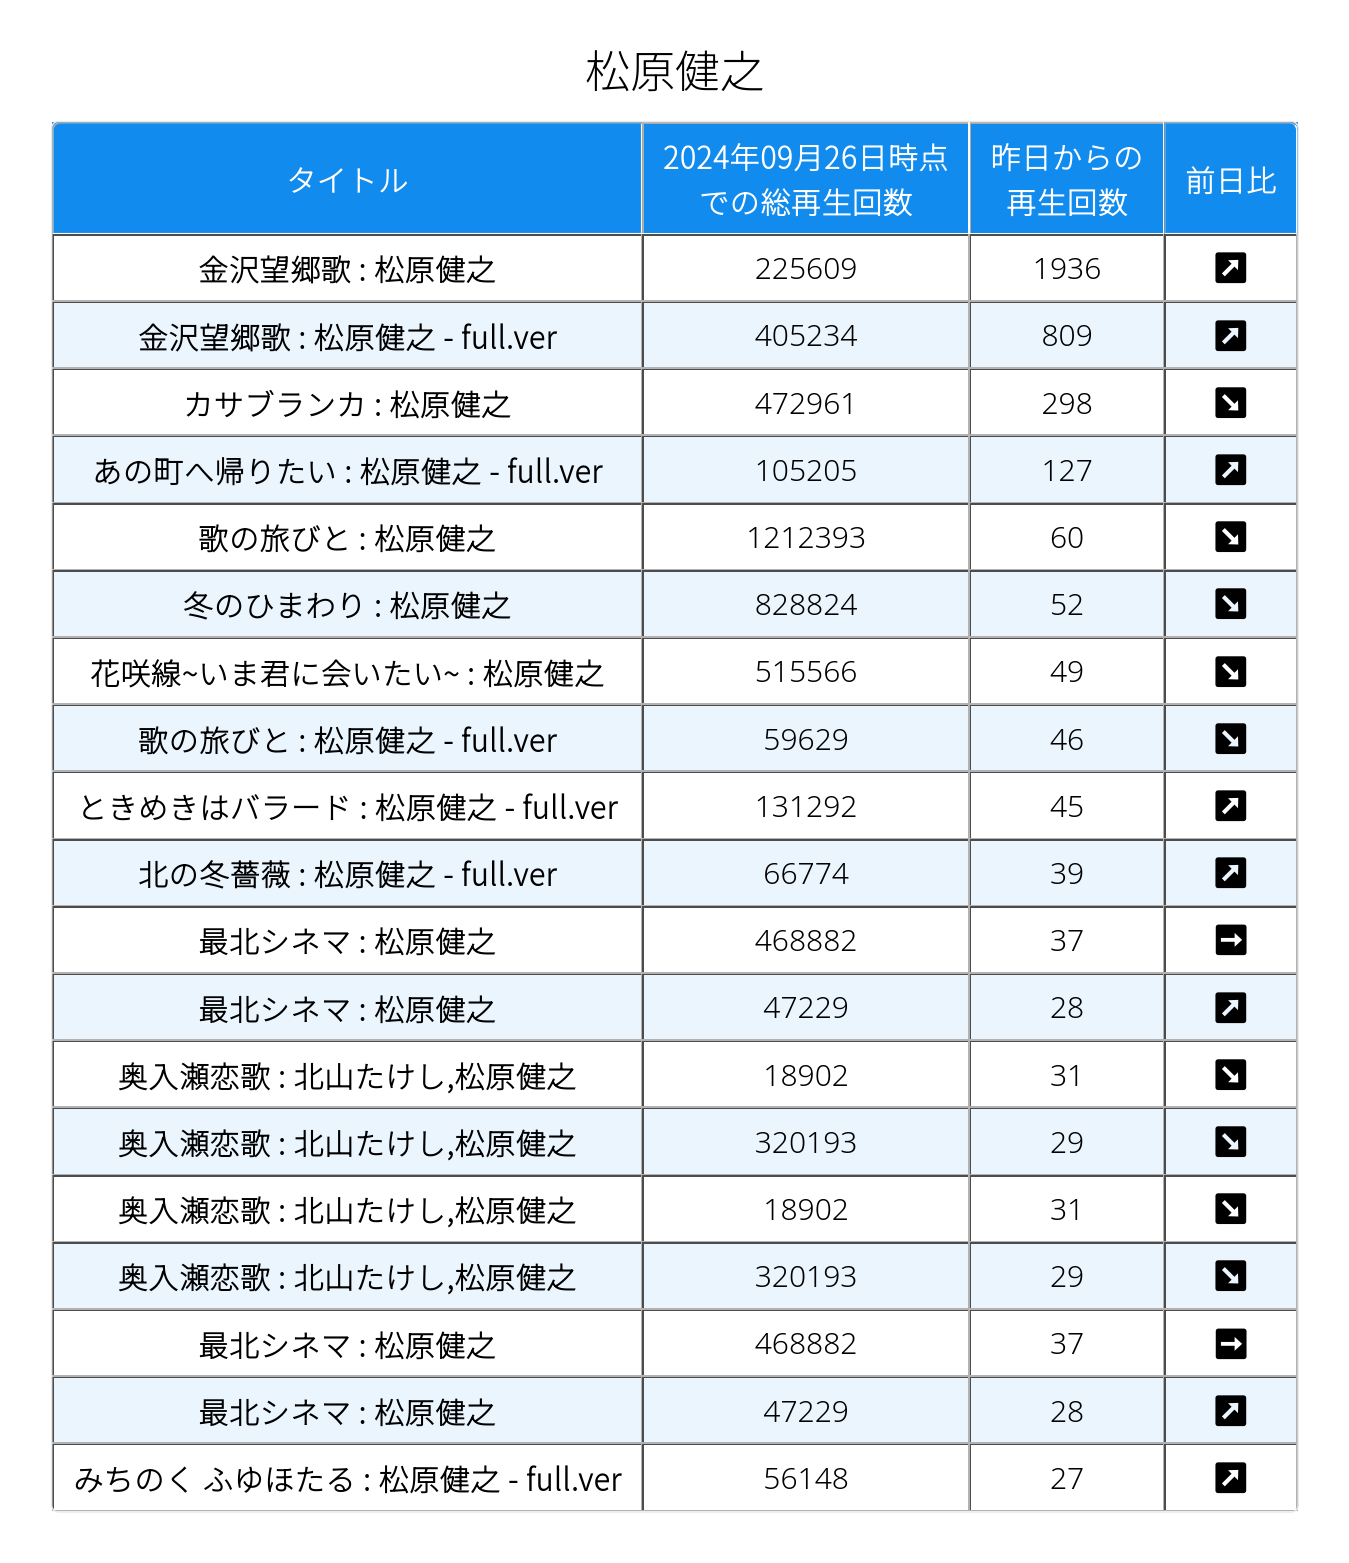 松原健之
タイトル
2024年09月26日時点
での総再生回数
昨日からの
再生回数
前日比
金沢望郷歌 : 松原健之 225609 1936 ↗
金沢望郷歌 : 松原健之 - full.ver 405234 809 ↗
カサブランカ : 松原健之 472961 298 ↘
あの町へ帰りたい : 松原健之 - full.ver 105205 127 ↗
歌の旅びと : 松原健之 1212393 60 ↘
冬のひまわり : 松原健之 828824 52 ↘
花咲線~いま君に会いたい~ : 松原健之 515566 49 ↘
歌の旅びと : 松原健之 - full.ver 59629 46 ↘
ときめきはバラード : 松原健之 - full.ver 131292 45 ↗
北の冬薔薇 : 松原健之 - full.ver 66774 39 ↗
最北シネマ : 松原健之 468882 37 →
最北シネマ : 松原健之 47229 28 ↗
奥入瀬恋歌 : 北山たけし,松原健之 18902 31 ↘
奥入瀬恋歌 : 北山たけし,松原健之 320193 29 ↘
奥入瀬恋歌 : 北山たけし,松原健之 18902 31 ↘
奥入瀬恋歌 : 北山たけし,松原健之 320193 29 ↘
最北シネマ : 松原健之 468882 37 →
最北シネマ : 松原健之 47229 28 ↗
みちのく ふゆほたる : 松原健之 - full.ver 56148 27 ↗